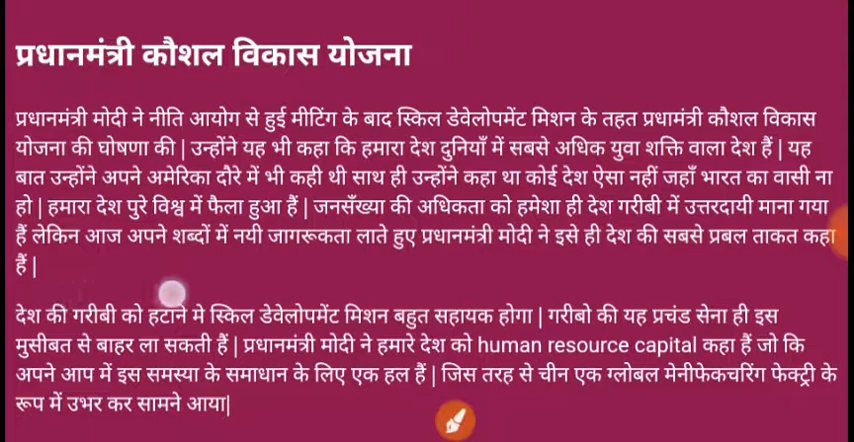 प्रधानमंत्री कौशल विकास योजना
प्रधानमंत्री मोदी ने नीति आयोग से हुई मीटिंग के बाद स्किल डेवेलोपमेंट मिशन के तहत प्रधामंत्री कौशल विकास
योजना की घोषणा की | उन्होंने यह भी कहा कि हमारा देश दुनियाँ में सबसे अधिक युवा शक्ति वाला देश हैं | यह
बात उन्होंने अपने अमेरिका दौरे में भी कही थी साथ ही उन्होंने कहा था कोई देश ऐसा नहीं जहाँ भारत का वासी ना
हो | हमारा देश पुरे विश्व में फैला हुआ हैं | जनसँख्या की अधिकता को हमेशा ही देश गरीबी में उत्तरदायी माना गया
हैं लेकिन आज अपने शब्दों में नयी जागरूकता लाते हुए प्रधानमंत्री मोदी ने इसे ही देश की सबसे प्रबल ताकत कहा
हैं |
देश की गरीबी को हटाने मे स्किल डेवेलोपमेंट मिशन बहुत सहायक होगा | गरीबो की यह प्रचंड सेना ही इस
मुसीबत से बाहर ला सकती हैं | प्रधानमंत्री मोदी ने हमारे देश को human resource capital कहा हैं जो कि
अपने आप में इस समस्या के समाधान के लिए एक हल हैं | जिस तरह से चीन एक ग्लोबल मेनीफेकचरिंग फेक्ट्री के
रूप में उभर कर सामने आया|